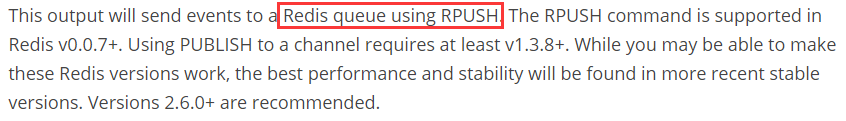 This output will send events to a Redis queue using RPUSH. The RPUSH command is supported in
Redis v0.0.7+. Using PUBLISH to a channel requires at least v1.3.8+. While you may be able to make
these Redis versions work, the best performance and stability will be found in more recent stable
versions. Versions 2.6.0+ are recommended.